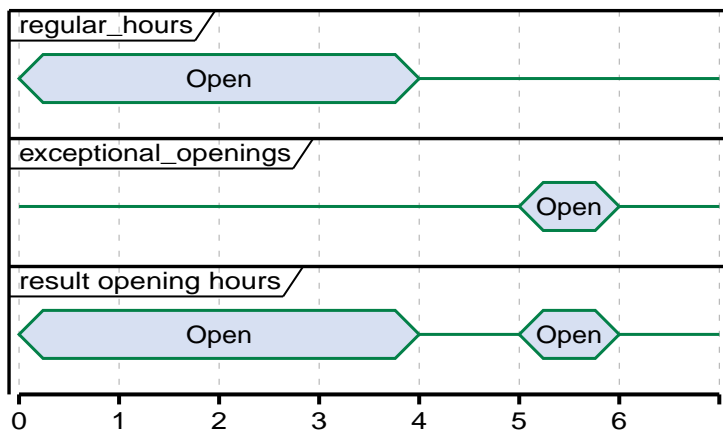 regular_hours
Open
exceptional_openings
Open
result opening hours
Open Open
0 1 2 3 4 5 6